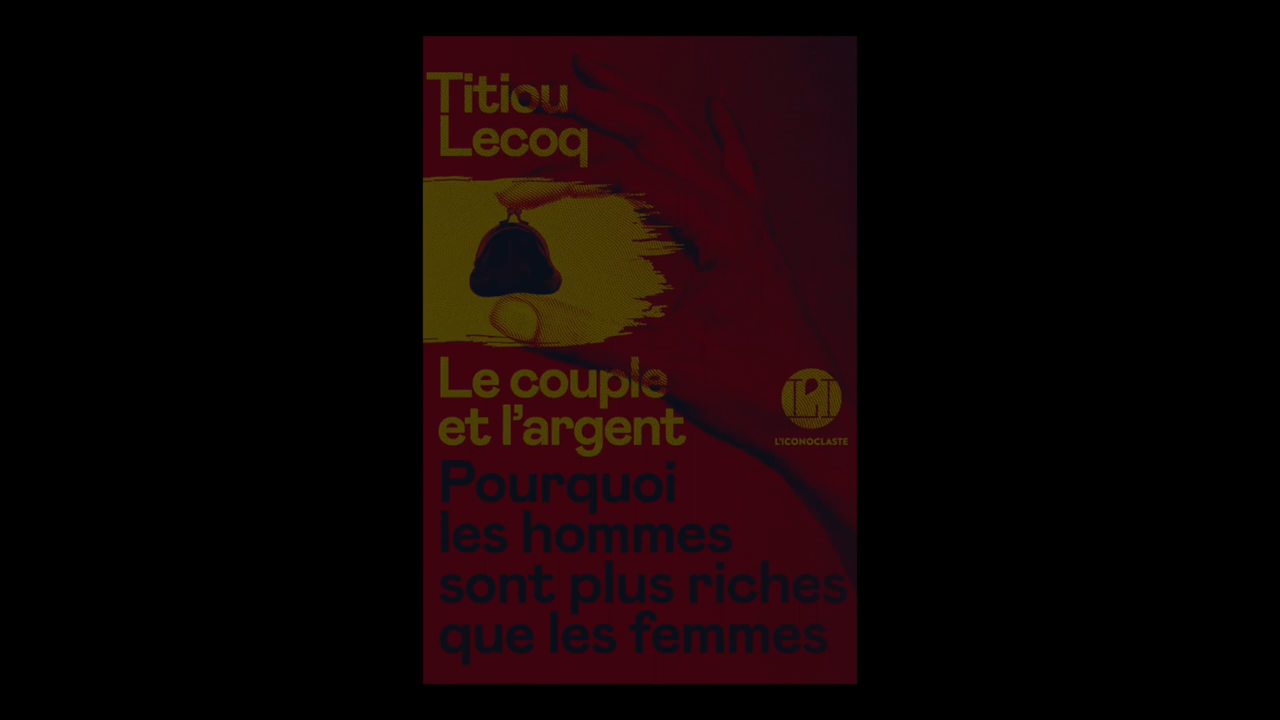 Titiou
Lecoq
Le couple
et l'argent
L'ICONOCLASTE
Pourquoi
les hommes
sont plus riches
que les femmes